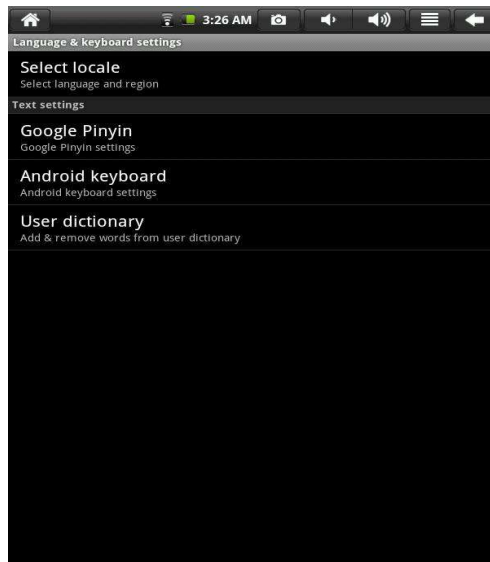 3:26 AM
Language & keyboard settings
Select locale
Select language and region
Text settings
Google Pinyin
Google Pinyin settings
Android keyboard
Android keyboard settings
User dictionary
Add & remove words from user dictionary